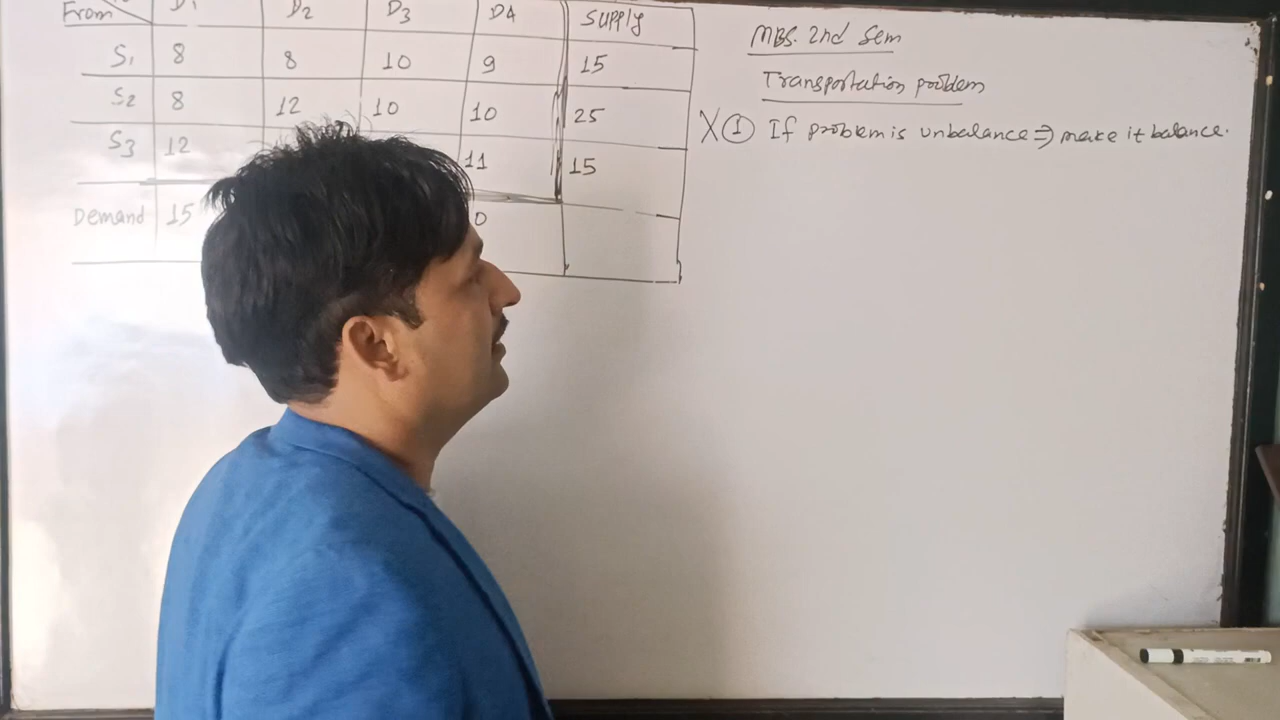 From D1 D2 D3 D4 supply
S1 8 8 10 9 15
S2 8 12 10 10 25
S3 12 11 15
Demand 15 0
MBS. 2nd Sem
Transportation problem
X ① If problem is unbalance ⇒ make it balance.